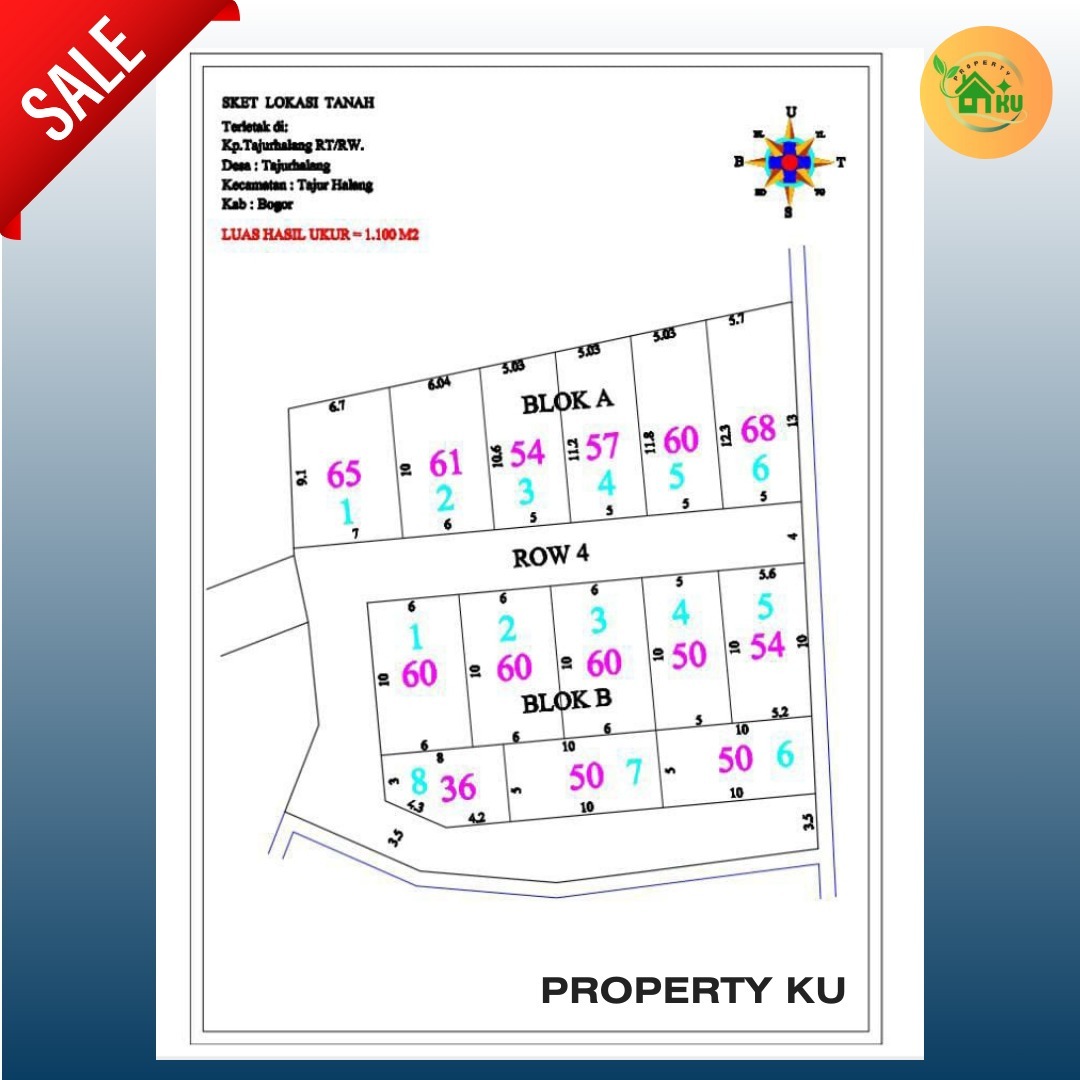 SALE
PROPERTY
KU
SKET LOKASI TANAH
Terletak di:
Kp.Tajurhalang RT/RW.
Desa : Tajurhalang
Kecamatan : Tajur Halang
Kab : Bogor
LUAS HASIL UKUR = 1.100 M2
U
B T
S
6.7 6.04 5.03 5.03 5.03 5.7
BLOK A
9.1 65 10 61 10.6 54 11.2 57 11.8 60 12.3 68 13
1 2 3 4 5 6
7 6 5 5 5 5
ROW 4 4
6 6 6 5 5.6
1 2 3 4 5
10 60 10 60 10 60 10 50 10 54 10
BLOK B
6 6 6 5 5.2
8 10 10
3 8 36 5 50 7 5 50 6
4.3 4.2 10 10
3.5 3.5
PROPERTY KU